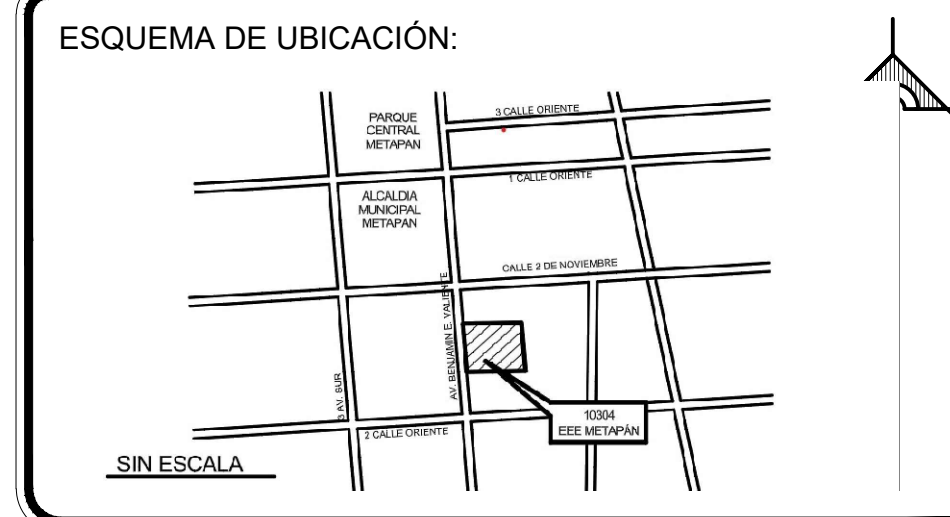 ESQUEMA DE UBICACIÓN:
3 CALLE ORIENTE
PARQUE
CENTRAL
METAPAN
1 CALLE ORIENTE
ALCALDIA
MUNICIPAL
METAPAN
CALLE 2 DE NOVIEMBRE
AV. BENJAMIN E. VALIENTE
3 AV. SUR
10304
EEE METAPÁN
2 CALLE ORIENTE
SIN ESCALA